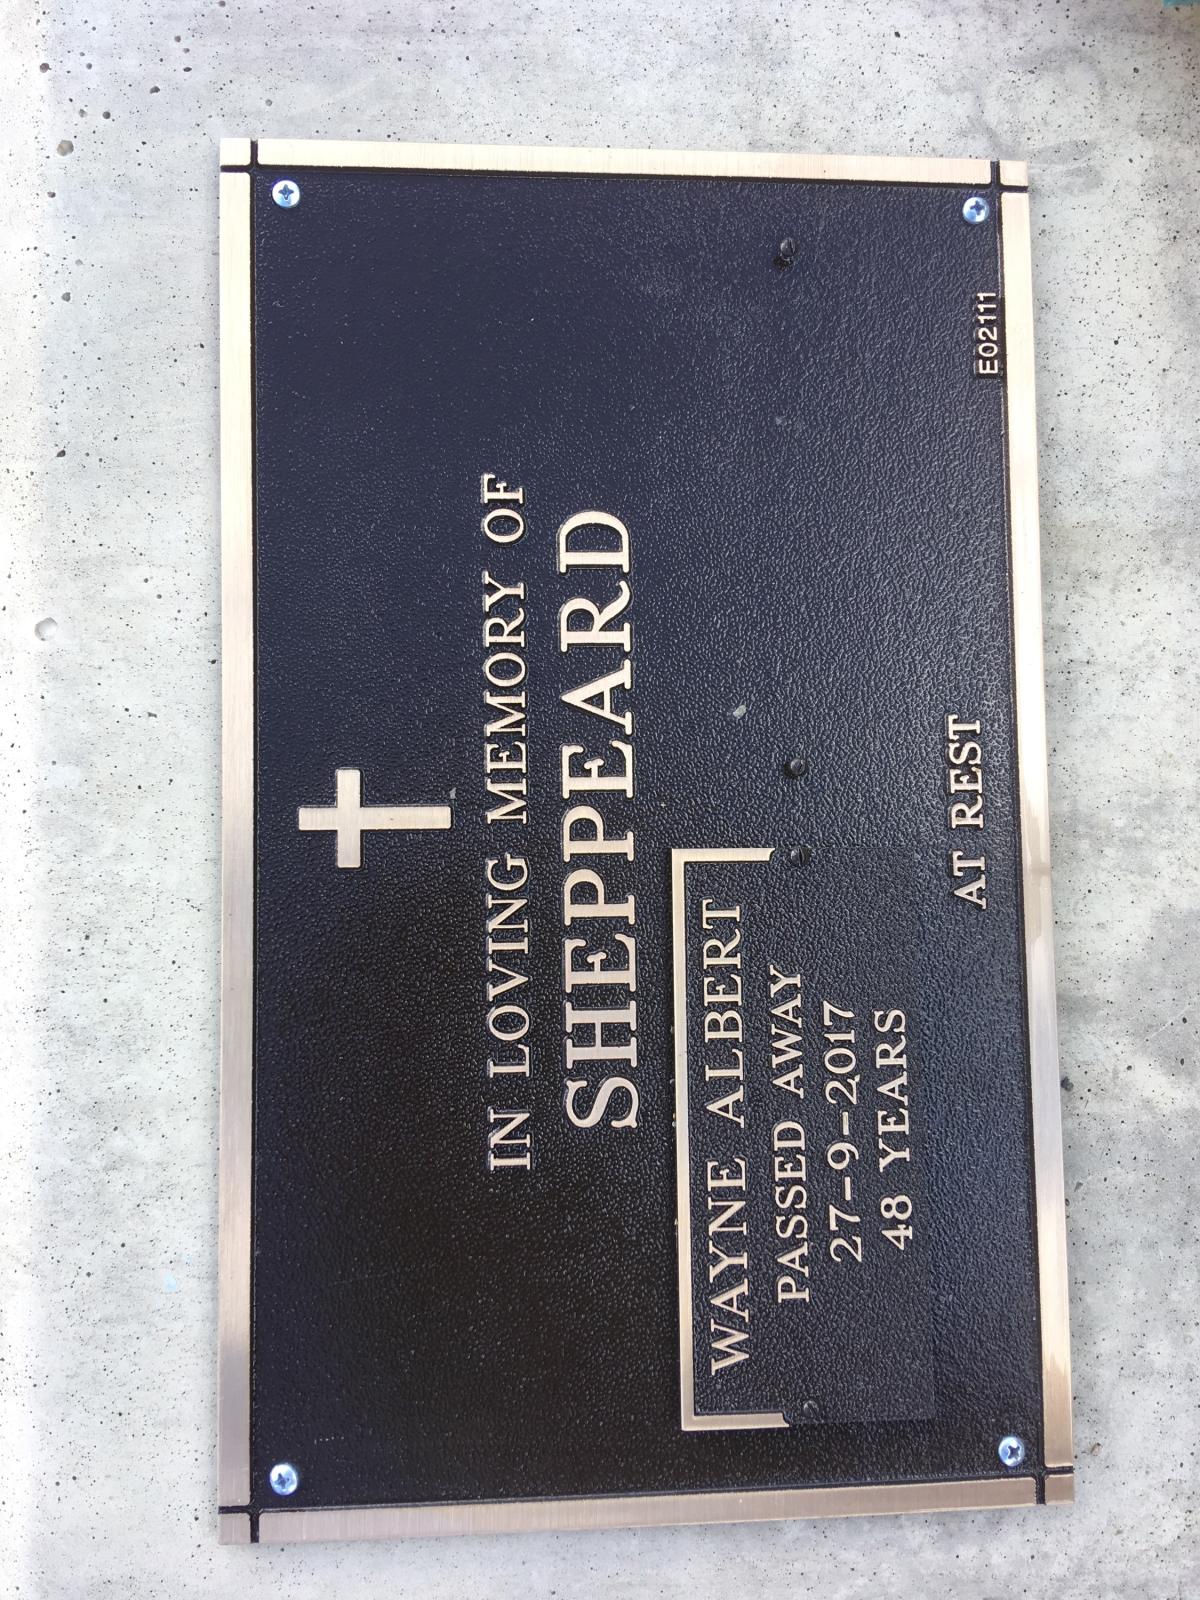 IN LOVING MEMORY OF
SHEPPEARD
WAYNE ALBERT
PASSED AWAY
27-9-2017
48 YEARS
AT REST
E02111